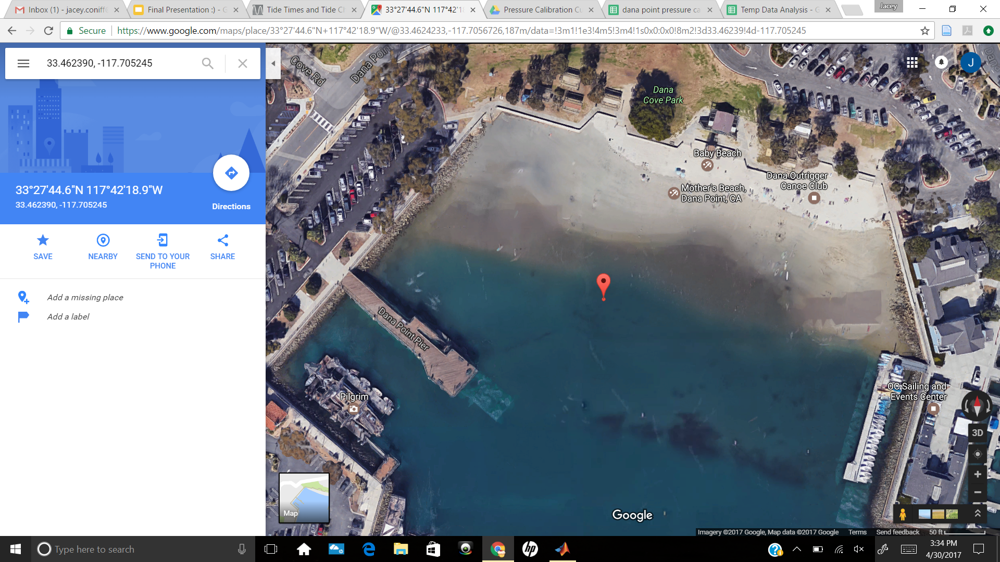 Inbox (1) - jacey.coniff
Final Presentation :) - G
Tide Times and Tide Ch
33°27'44.6"N 117°42'1
Pressure Calibration Cu
dana point pressure ca
Temp Data Analysis - G
Jacey
Secure
https://www.google.com/maps/place/33°27'44.6"N+117°42'18.9"W/@33.4624233,-117.7056726,187m/data=!3m1!1e3!4m5!3m4!1s0x0:0x0!8m2!3d33.46239!4d-117.705245
33.462390, -117.705245
J
33°27'44.6"N 117°42'18.9"W
33.462390, -117.705245
Directions
SAVE
NEARBY
SEND TO YOUR
PHONE
SHARE
Add a missing place
Add a label
Cove Rd
Dana Poin
Dana
Cove Park
Baby Beach
Mother's Beach,
Dana Point, CA
Dana Outrigger
Canoe Club
Dana Point Pier
Pilgrim
OC Sailing and
Events Center
3D
Map
Google
Imagery ©2017 Google, Map data ©2017 Google
Terms
Send feedback
50 ft
Type here to search
hp
3:34 PM
4/30/2017